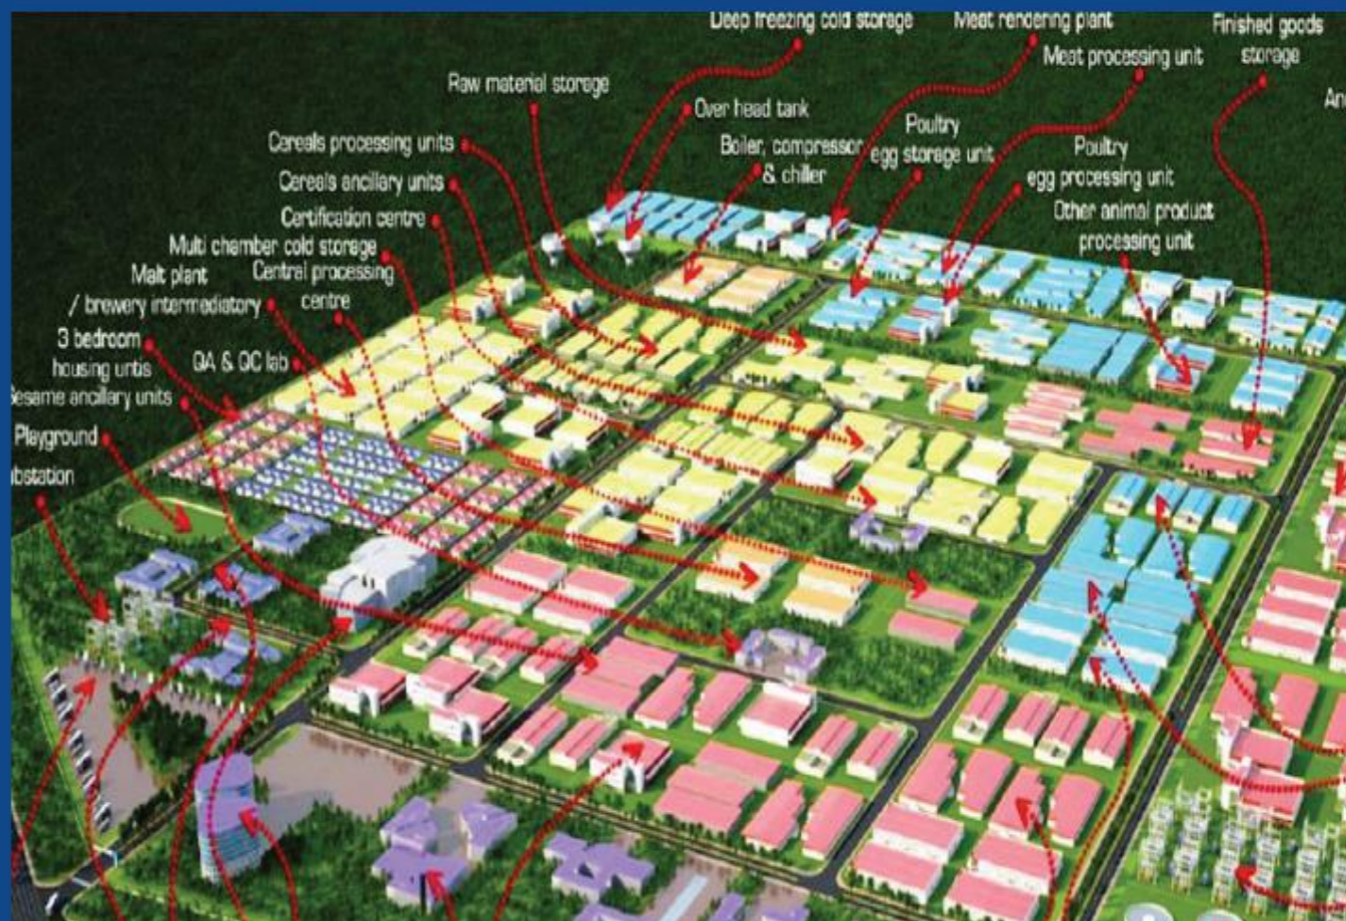 Deep freezing cold storage
Meat rendering plant
Finished goods
storage
Meat processing unit
Raw material storage
Over head tank
An
Cereals processing units
Boiler, compressor
& chiller
Poultry
egg storage unit
Poultry
egg processing unit
Cereals ancillary units
Certification centre
Other animal product
processing unit
Multi chamber cold storage
Malt plant
/ brewery intermediatory
Central processing
centre
3 bedroom
housing untis
QA & QC lab
Sesame ancillary units
Playground
ubstation